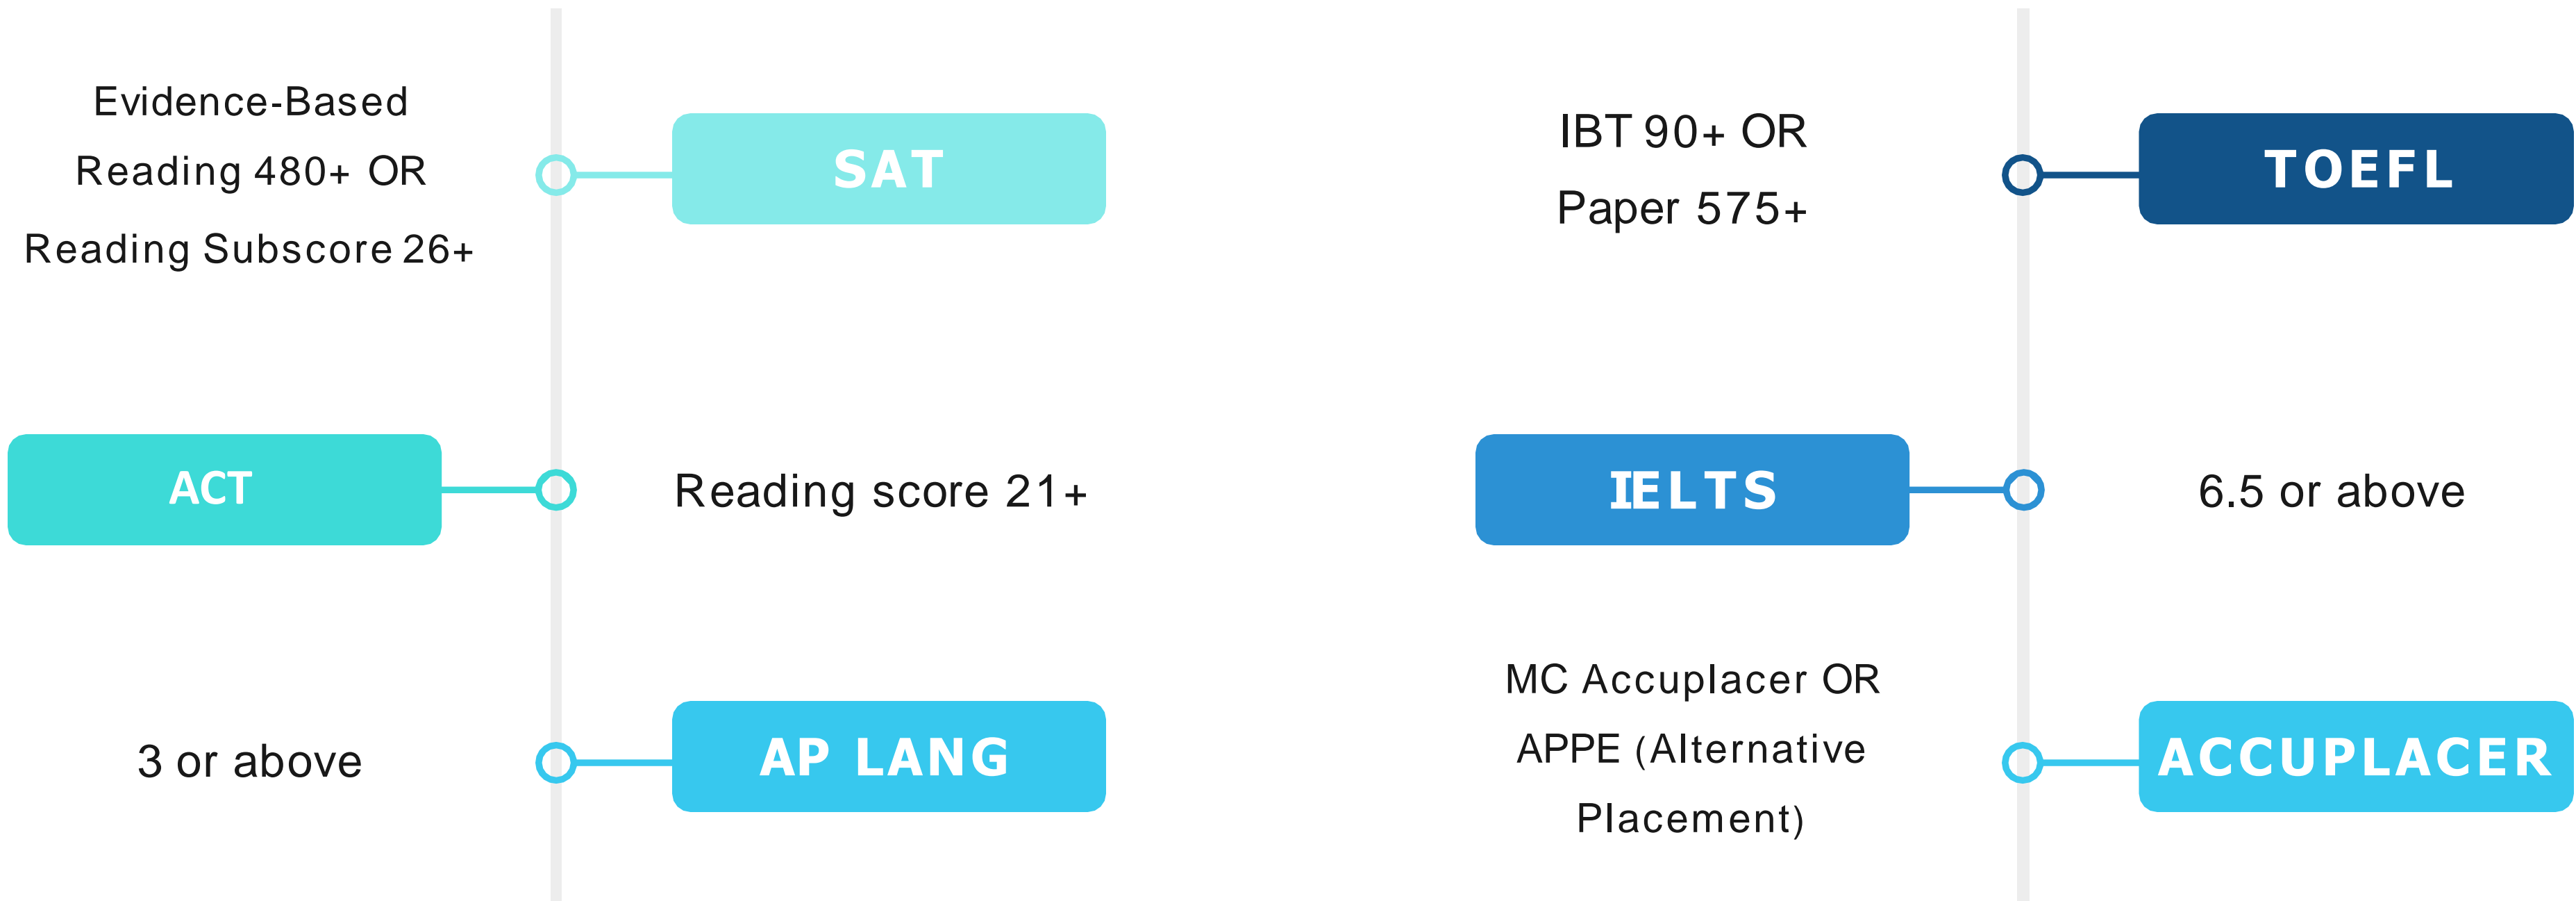 Evidence-Based
Reading 480+ OR
Reading Subscore 26+
SAT
ACT
Reading score 21+
3 or above
AP LANG
IBT 90+ OR
Paper 575+
TOEFL
IELTS
6.5 or above
MC Accuplacer OR
APPE (Alternative
Placement)
ACCUPLACER